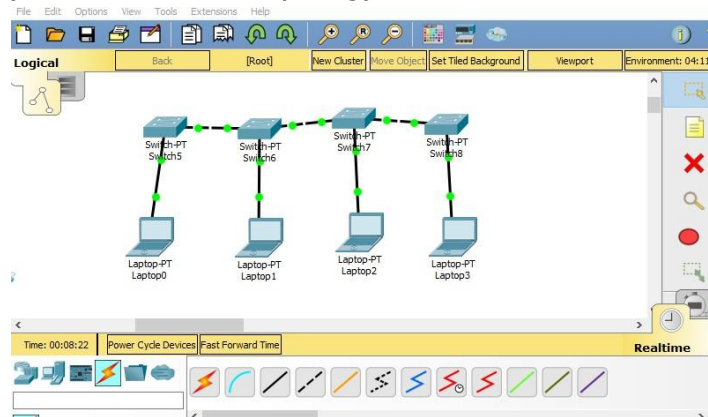 File Edit Options View Tools Extensions Help
Logical Back [Root] New Cluster Move Object Set Tiled Background Viewport Environment: 04:11
Switch-PT
Switch5
Switch-PT
Switch6
Switch-PT
Switch7
Switch-PT
Switch8
Laptop-PT
Laptop0
Laptop-PT
Laptop1
Laptop-PT
Laptop2
Laptop-PT
Laptop3
Time: 00:08:22 Power Cycle Devices Fast Forward Time Realtime